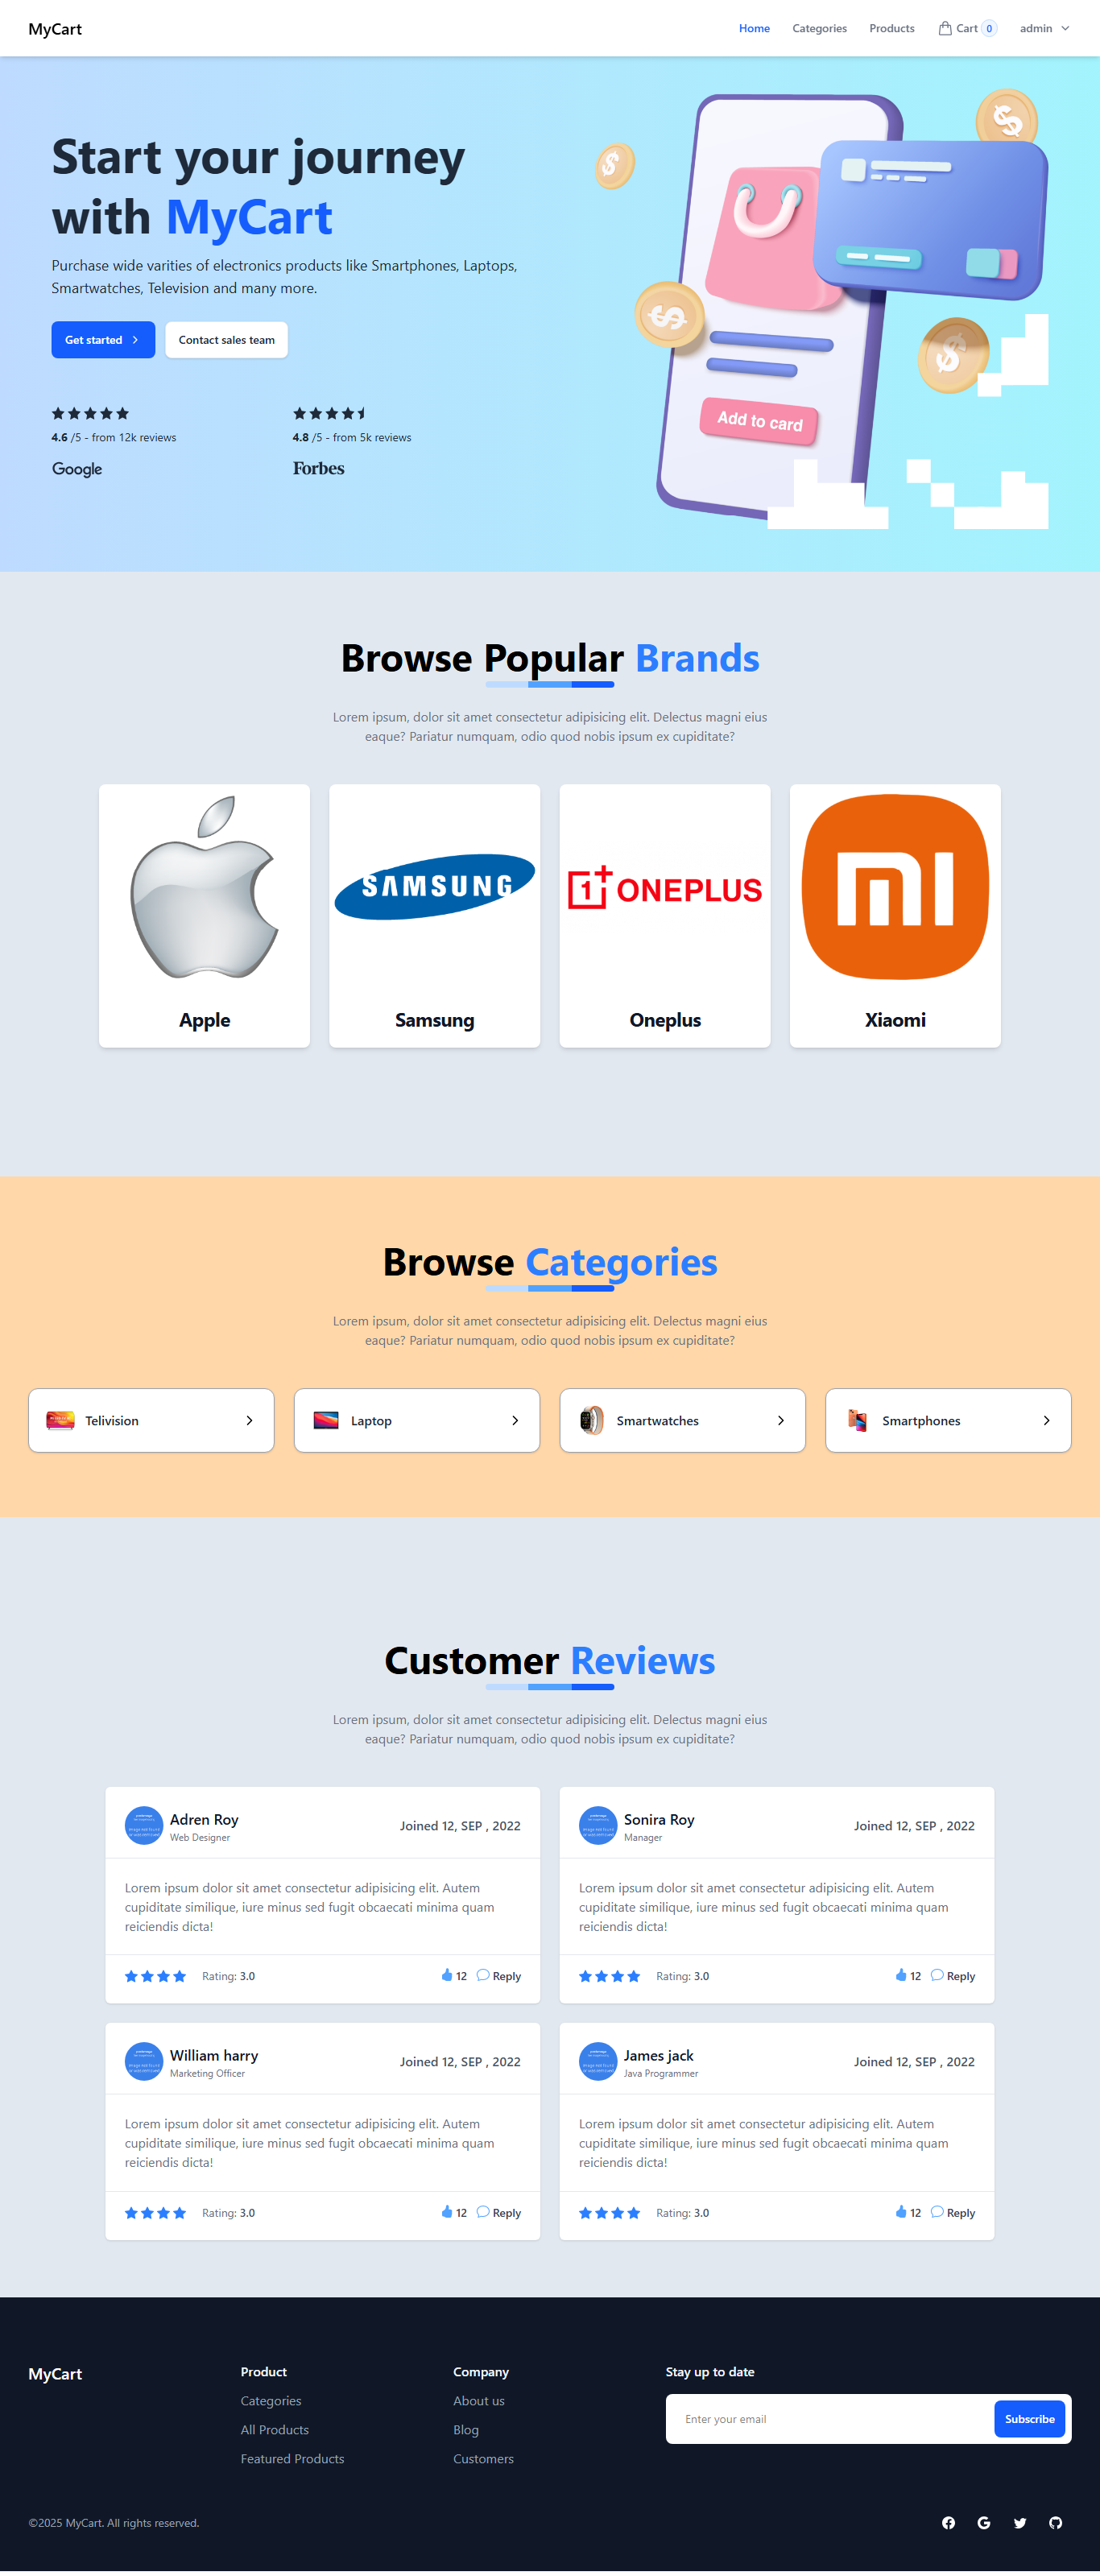 MyCart
Home
Categories
Products
Cart 0
admin
Start your journey
with MyCart
Purchase wide varities of electronics products like Smartphones, Laptops,
Smartwatches, Television and many more.
Get started
Contact sales team
4.6 /5 - from 12k reviews
Google
4.8 /5 - from 5k reviews
Forbes
$
$
$
$
Add to card
Browse Popular Brands
Lorem ipsum, dolor sit amet consectetur adipisicing elit. Delectus magni eius
eaque? Pariatur numquam, odio quod nobis ipsum ex cupiditate?
SAMSUNG
1+ ONEPLUS
MI
Apple
Samsung
Oneplus
Xiaomi
Browse Categories
Lorem ipsum, dolor sit amet consectetur adipisicing elit. Delectus magni eius
eaque? Pariatur numquam, odio quod nobis ipsum ex cupiditate?
Telivision
Laptop
Smartwatches
Smartphones
Customer Reviews
Lorem ipsum, dolor sit amet consectetur adipisicing elit. Delectus magni eius
eaque? Pariatur numquam, odio quod nobis ipsum ex cupiditate?
Adren Roy
Web Designer
Joined 12, SEP , 2022
Lorem ipsum dolor sit amet consectetur adipisicing elit. Autem
cupiditate similique, iure minus sed fugit obcaecati minima quam
reiciendis dicta!
Rating: 3.0
12
Reply
Sonira Roy
Manager
Joined 12, SEP , 2022
Lorem ipsum dolor sit amet consectetur adipisicing elit. Autem
cupiditate similique, iure minus sed fugit obcaecati minima quam
reiciendis dicta!
Rating: 3.0
12
Reply
William harry
Marketing Officer
Joined 12, SEP , 2022
Lorem ipsum dolor sit amet consectetur adipisicing elit. Autem
cupiditate similique, iure minus sed fugit obcaecati minima quam
reiciendis dicta!
Rating: 3.0
12
Reply
James jack
Java Programmer
Joined 12, SEP , 2022
Lorem ipsum dolor sit amet consectetur adipisicing elit. Autem
cupiditate similique, iure minus sed fugit obcaecati minima quam
reiciendis dicta!
Rating: 3.0
12
Reply
MyCart
Product
Categories
All Products
Featured Products
Company
About us
Blog
Customers
Stay up to date
Enter your email
Subscribe
©2025 MyCart. All rights reserved.